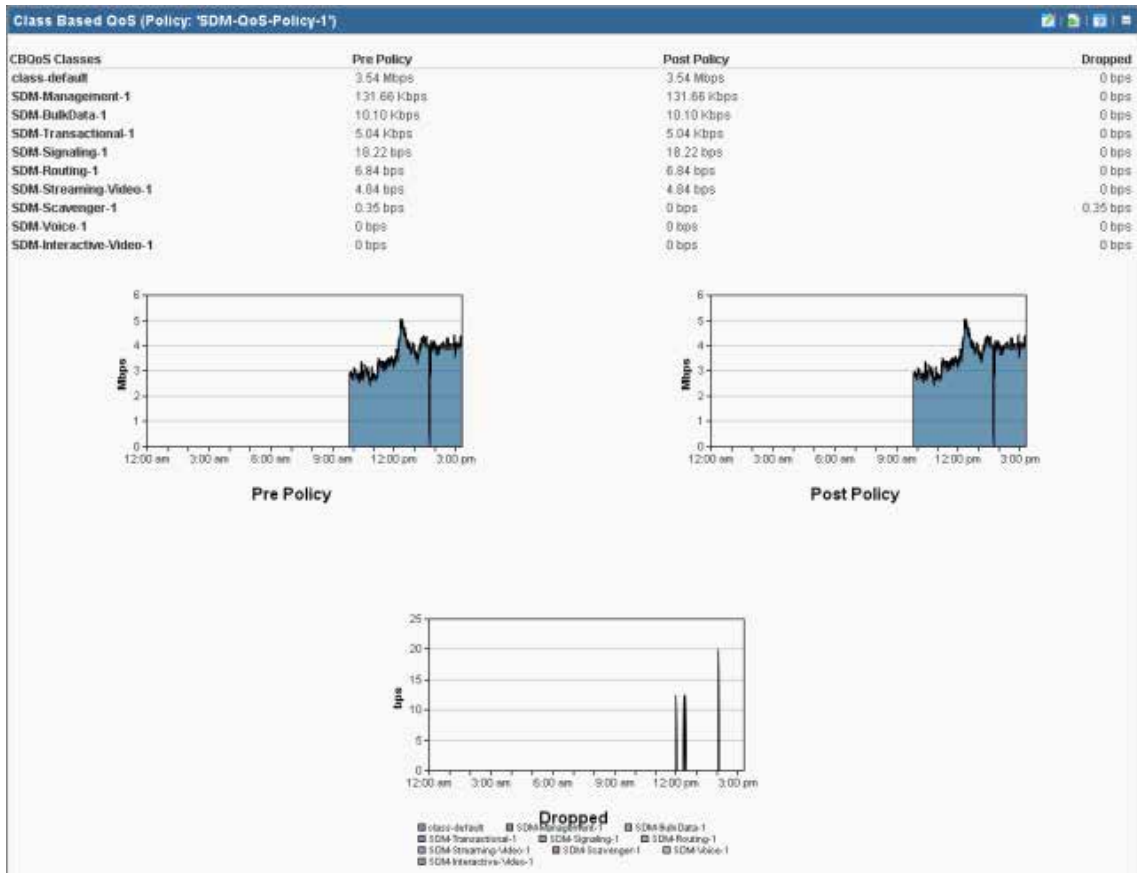 Class Based QoS (Policy: 'SDM-QoS-Policy-1')
CBQoS Classes Pre Policy Post Policy Dropped
class-default 3.54 Mbps 3.54 Mbps 0 bps
SDM-Management-1 131.66 Kbps 131.66 Kbps 0 bps
SDM-BulkData-1 10.10 Kbps 10.10 Kbps 0 bps
SDM-Transactional-1 5.04 Kbps 5.04 Kbps 0 bps
SDM-Signaling-1 18.22 bps 18.22 bps 0 bps
SDM-Routing-1 6.84 bps 6.84 bps 0 bps
SDM-Streaming-Video-1 4.84 bps 4.84 bps 0 bps
SDM-Scavenger-1 0.35 bps 0 bps 0.35 bps
SDM-Voice-1 0 bps 0 bps 0 bps
SDM-Interactive-Video-1 0 bps 0 bps 0 bps
6
5
4
3
2
1
0
Mbps
12:00 am 3:00 am 6:00 am 9:00 am 12:00 pm 3:00 pm
Pre Policy
6
5
4
3
2
1
0
Mbps
12:00 am 3:00 am 6:00 am 9:00 am 12:00 pm 3:00 pm
Post Policy
25
20
15
10
5
0
bps
12:00 am 3:00 am 6:00 am 9:00 am 12:00 pm 3:00 pm
Dropped
class-default SDM-Management-1 SDM-BulkData-1
SDM-Transactional-1 SDM-Signaling-1 SDM-Routing-1
SDM-Streaming-Video-1 SDM-Scavenger-1 SDM-Voice-1
SDM-Interactive-Video-1